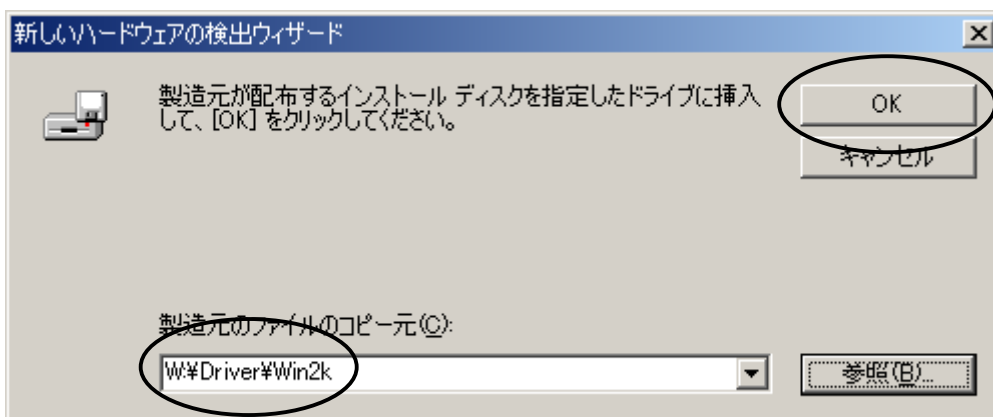 新しいハードウェアの検出ウィザード
製造元が配布するインストール ディスクを指定したドライブに挿入
して、[OK] をクリックしてください。
OK
キャンセル
製造元のファイルのコピー元(C):
W:¥Driver¥Win2k
参照(B)...